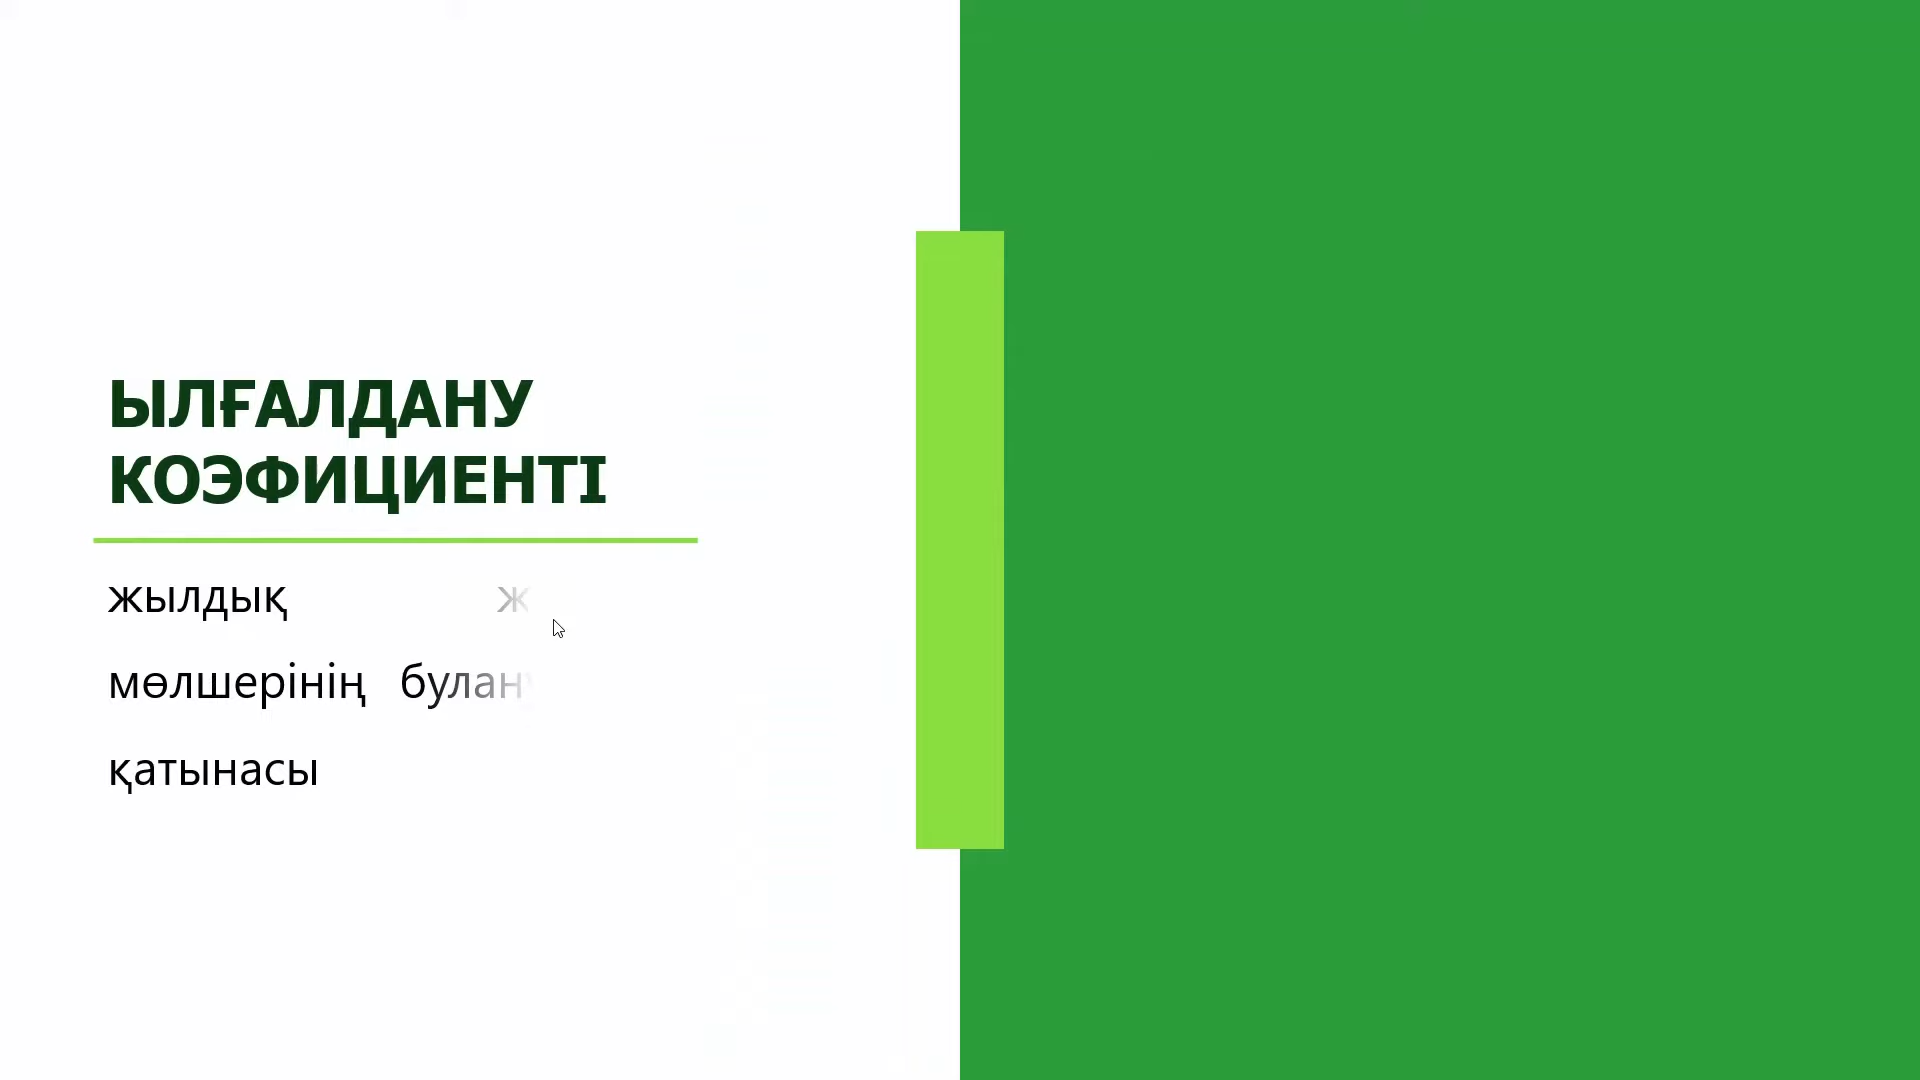 ЫЛҒАЛДАНУ
КОЭФИЦИЕНТІ
жылдық
мөлшерінің
қатынасы